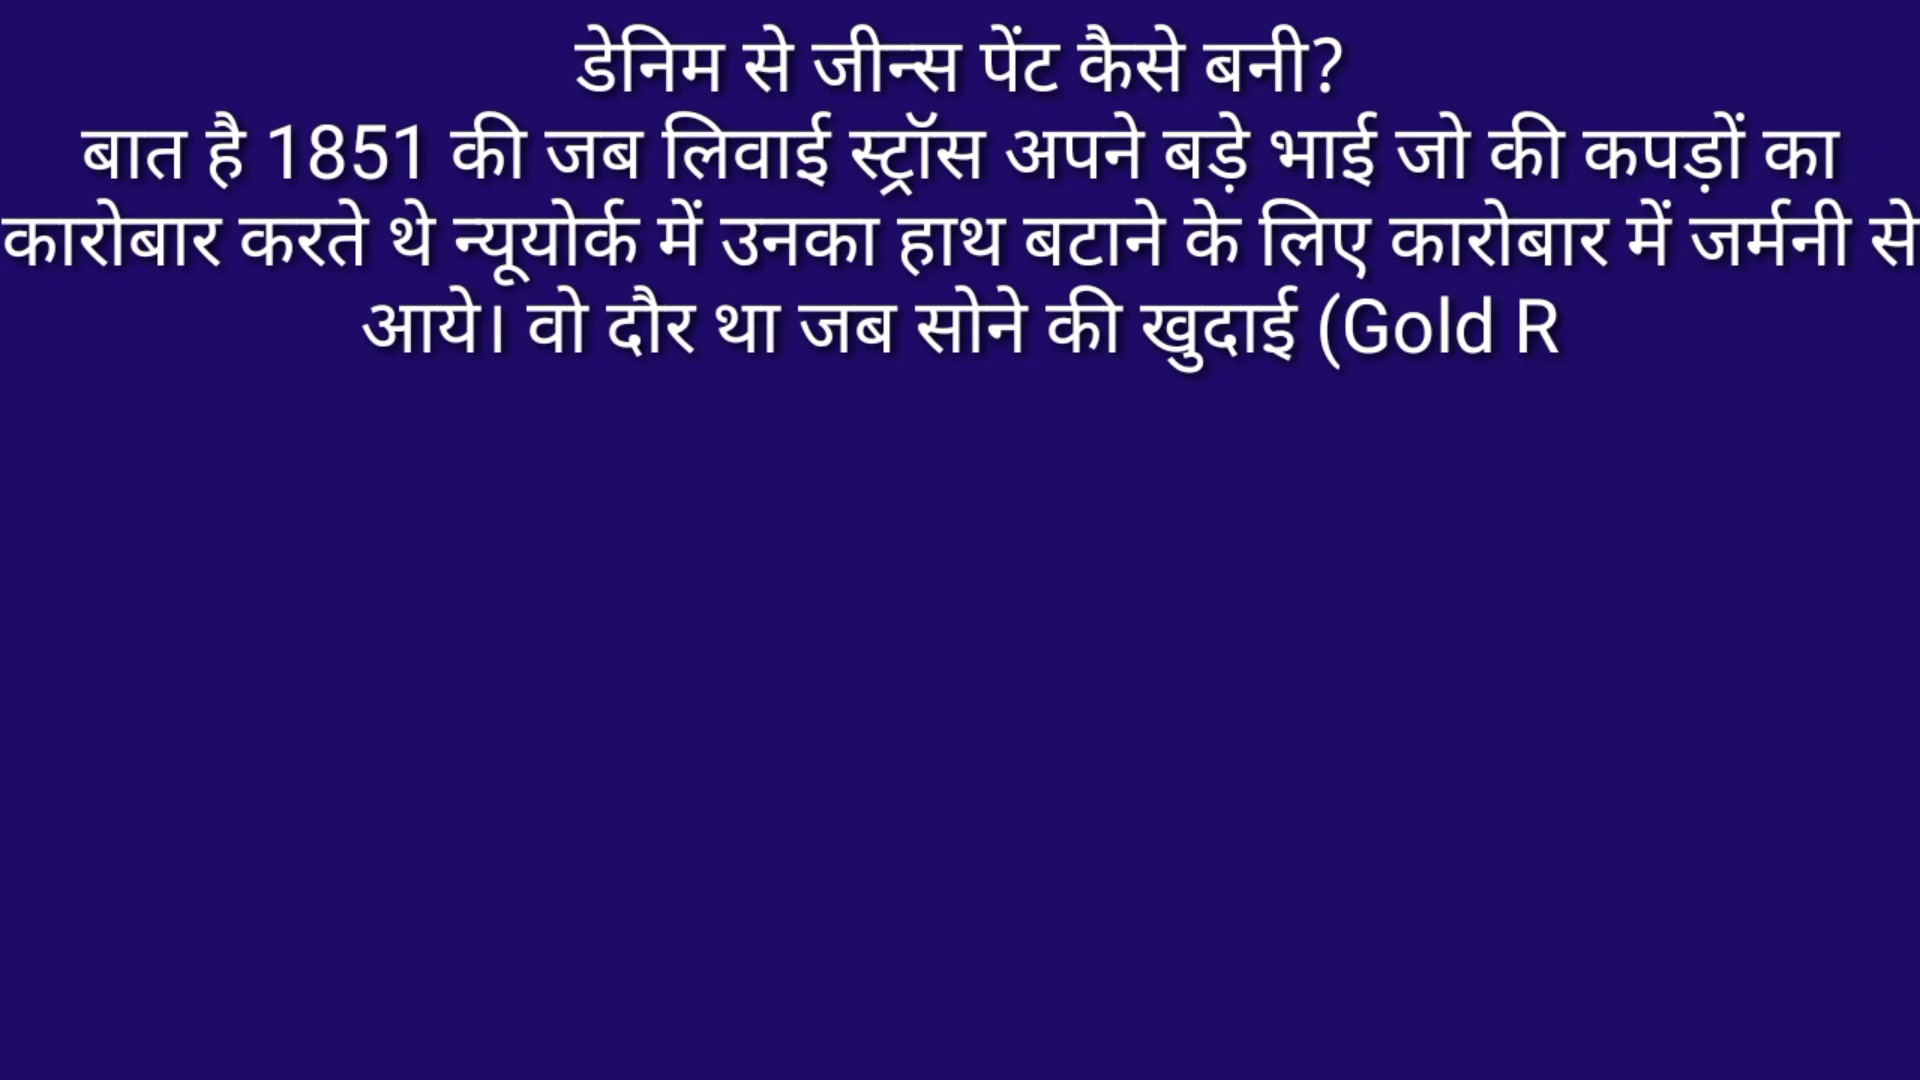 डेनिम से जीन्स पेंट कैसे बनी?
बात है 1851 की जब लिवाई स्ट्रॉस अपने बड़े भाई जो की कपड़ों का
कारोबार करते थे न्यूयोर्क में उनका हाथ बटाने के लिए कारोबार में जर्मनी से
आये। वो दौर था जब सोने की खुदाई (Gold R